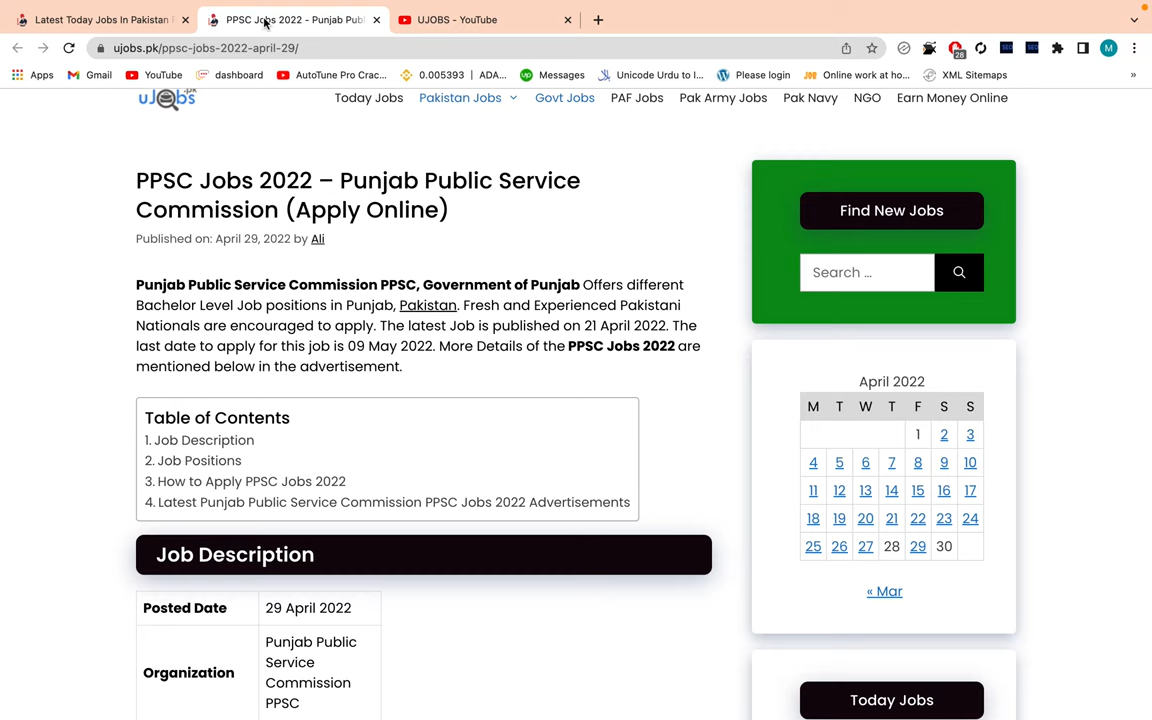 Latest Today Jobs In Pakistan
PPSC Jobs 2022 - Punjab Publ
UJOBS - YouTube
ujobs.pk/ppsc-jobs-2022-april-29/
28
M
Apps
Gmail
YouTube
dashboard
AutoTune Pro Crac...
0.005393 | ADA...
Messages
Unicode Urdu to I...
Please login
Online work at ho...
XML Sitemaps
»
uJobs.pk
Today Jobs
Pakistan Jobs
Govt Jobs
PAF Jobs
Pak Army Jobs
Pak Navy
NGO
Earn Money Online
PPSC Jobs 2022 – Punjab Public Service
Commission (Apply Online)
Published on: April 29, 2022 by Ali
Punjab Public Service Commission PPSC, Government of Punjab Offers different
Bachelor Level Job positions in Punjab, Pakistan. Fresh and Experienced Pakistani
Nationals are encouraged to apply. The latest Job is published on 21 April 2022. The
last date to apply for this job is 09 May 2022. More Details of the PPSC Jobs 2022 are
mentioned below in the advertisement.
Table of Contents
1. Job Description
2. Job Positions
3. How to Apply PPSC Jobs 2022
4. Latest Punjab Public Service Commission PPSC Jobs 2022 Advertisements
Job Description
Posted Date 29 April 2022
Organization
Punjab Public
Service
Commission
PPSC
Find New Jobs
Search ...
April 2022
M T W T F S S
1 2 3
4 5 6 7 8 9 10
11 12 13 14 15 16 17
18 19 20 21 22 23 24
25 26 27 28 29 30
« Mar
Today Jobs